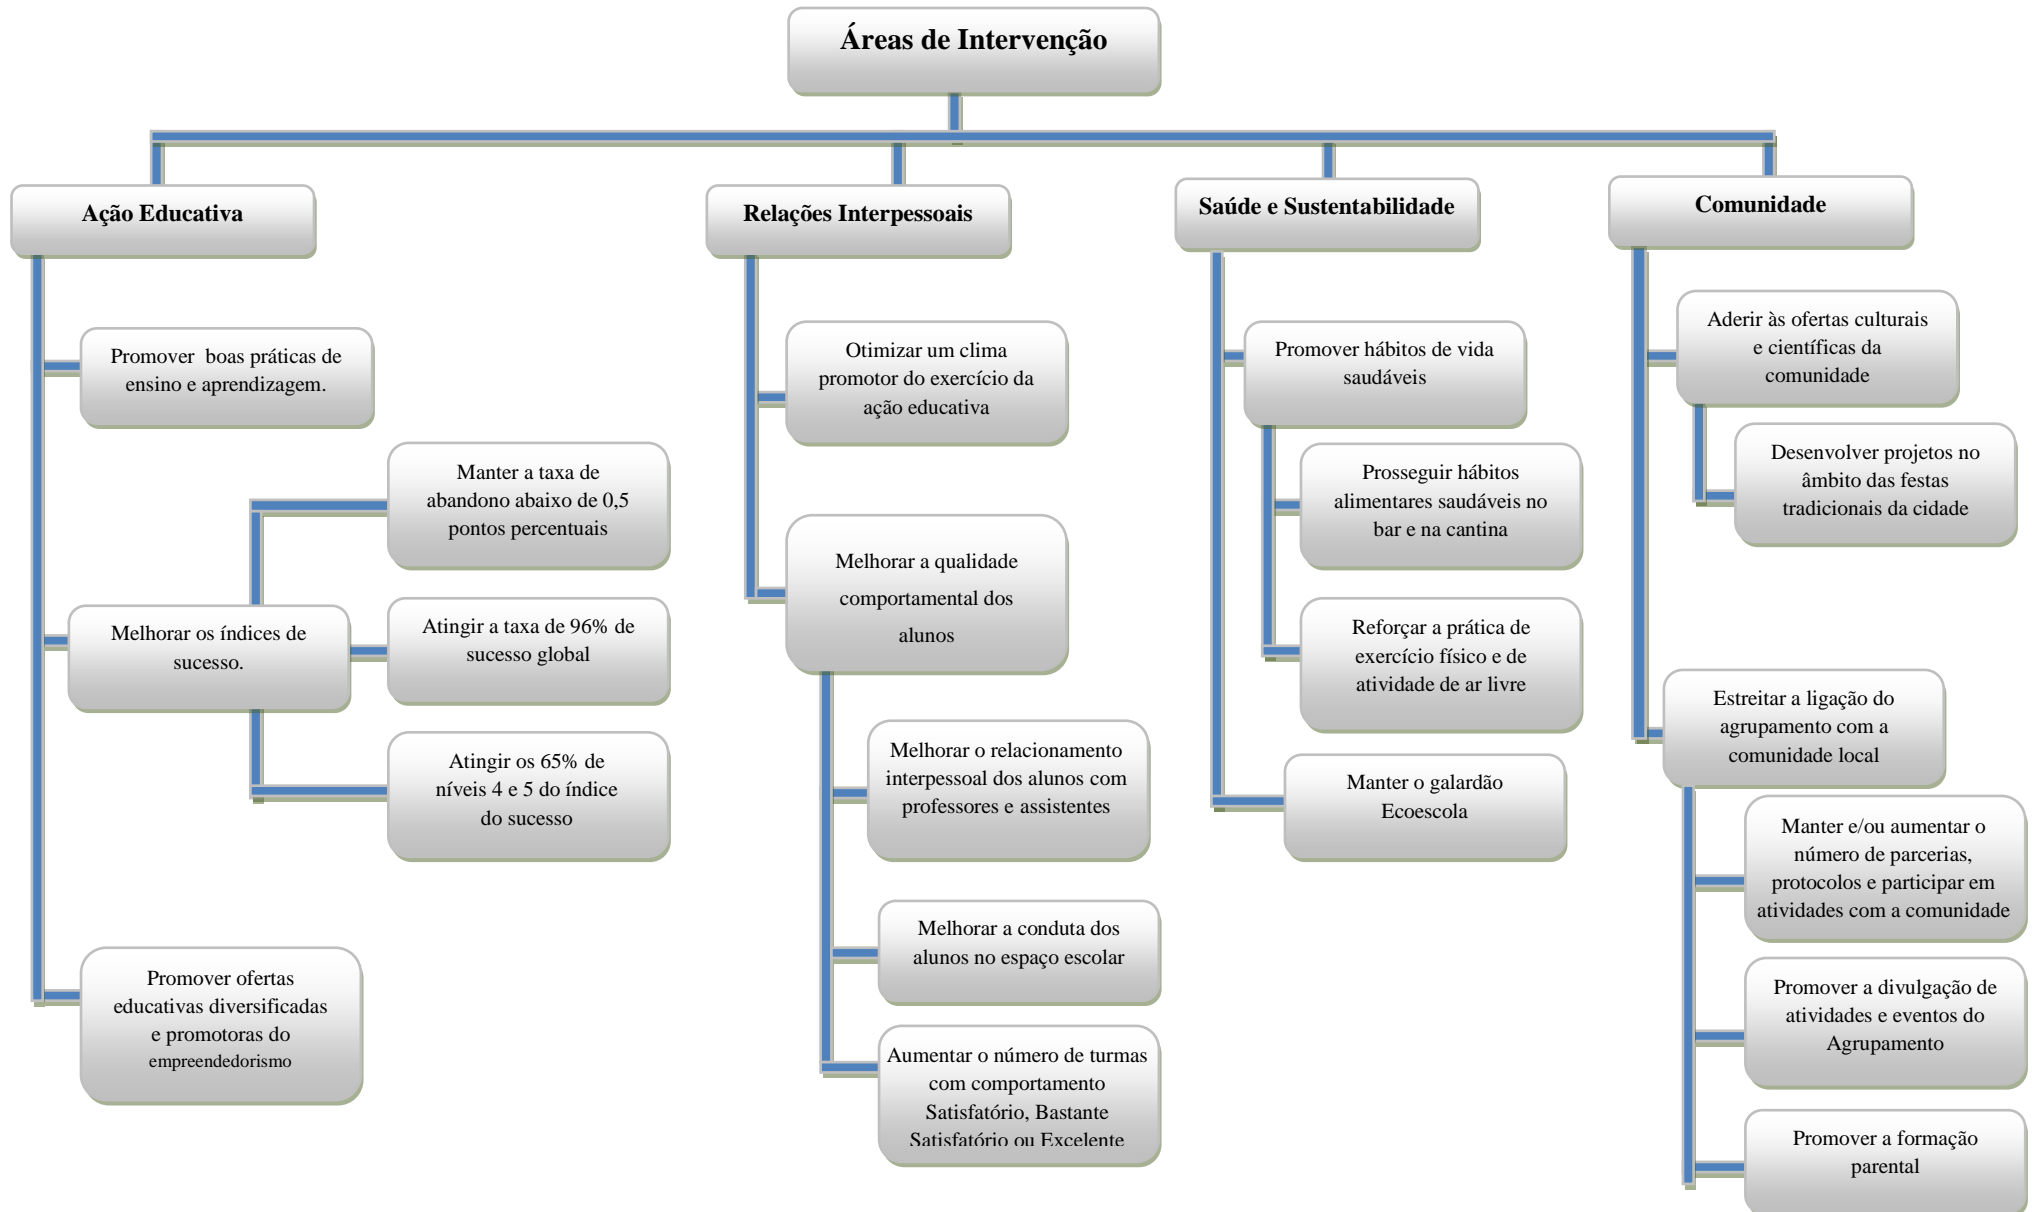 Áreas de Intervenção
Ação Educativa
Promover  boas práticas de
ensino e aprendizagem.
Melhorar os índices de
sucesso.
Manter a taxa de
abandono abaixo de 0,5
pontos percentuais
Atingir a taxa de 96% de
sucesso global
Atingir os 65% de
níveis 4 e 5 do índice
do sucesso
Promover ofertas
educativas diversificadas
e promotoras do
empreendedorismo
Relações Interpessoais
Otimizar um clima
promotor do exercício da
ação educativa
Melhorar a qualidade
comportamental dos
alunos
Melhorar o relacionamento
interpessoal dos alunos com
professores e assistentes
Melhorar a conduta dos
alunos no espaço escolar
Aumentar o número de turmas
com comportamento
Satisfatório, Bastante
Satisfatório ou Excelente
Saúde e Sustentabilidade
Promover hábitos de vida
saudáveis
Prosseguir hábitos
alimentares saudáveis no
bar e na cantina
Reforçar a prática de
exercício físico e de
atividade de ar livre
Manter o galardão
Ecoescola
Comunidade
Aderir às ofertas culturais
e científicas da
comunidade
Desenvolver projetos no
âmbito das festas
tradicionais da cidade
Estreitar a ligação do
agrupamento com a
comunidade local
Manter e/ou aumentar o
número de parcerias,
protocolos e participar em
atividades com a comunidade
Promover a divulgação de
atividades e eventos do
Agrupamento
Promover a formação
parental